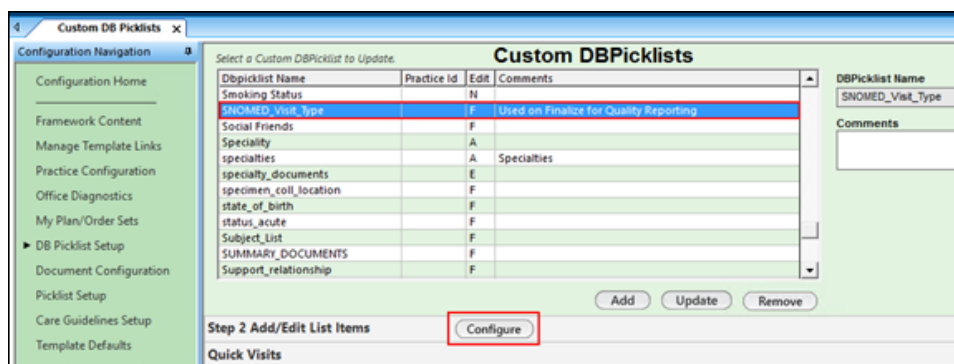 Custom DB Picklists x
Configuration Navigation
Configuration Home
Framework Content
Manage Template Links
Practice Configuration
Office Diagnostics
My Plan/Order Sets
DB Picklist Setup
Document Configuration
Picklist Setup
Care Guidelines Setup
Template Defaults
Select a Custom DBPicklist to Update.
Custom DBPicklists
Dbpicklist Name Practice Id Edit Comments
Smoking Status N
SNOMED_Visit_Type F Used on Finalize for Quality Reporting
Social Friends F
Speciality A
specialties A Specialties
specialty_documents E
specimen_coll_location F
state_of_birth F
status_acute F
Subject_List F
SUMMARY_DOCUMENTS F
Support_relationship F
Add Update Remove
Step 2 Add/Edit List Items Configure
Quick Visits
DBPicklist Name
SNOMED_Visit_Type
Comments